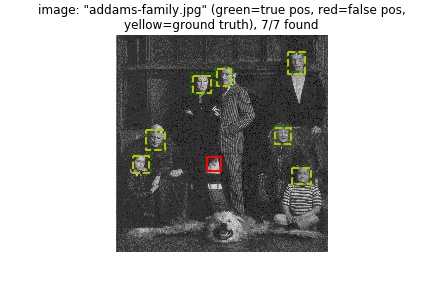 image: "addams-family.jpg" (green=true pos, red=false pos,
yellow=ground truth), 7/7 found